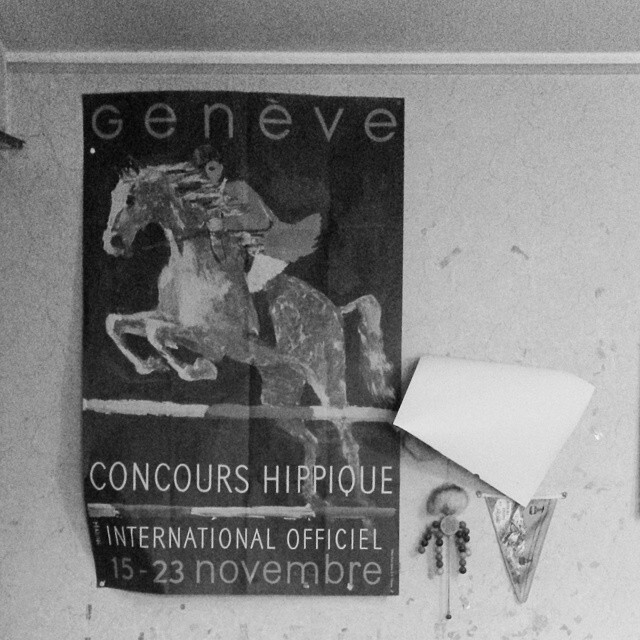 Genève
CONCOURS HIPPIQUE
INTERNATIONAL OFFICIEL
15-23 novembre